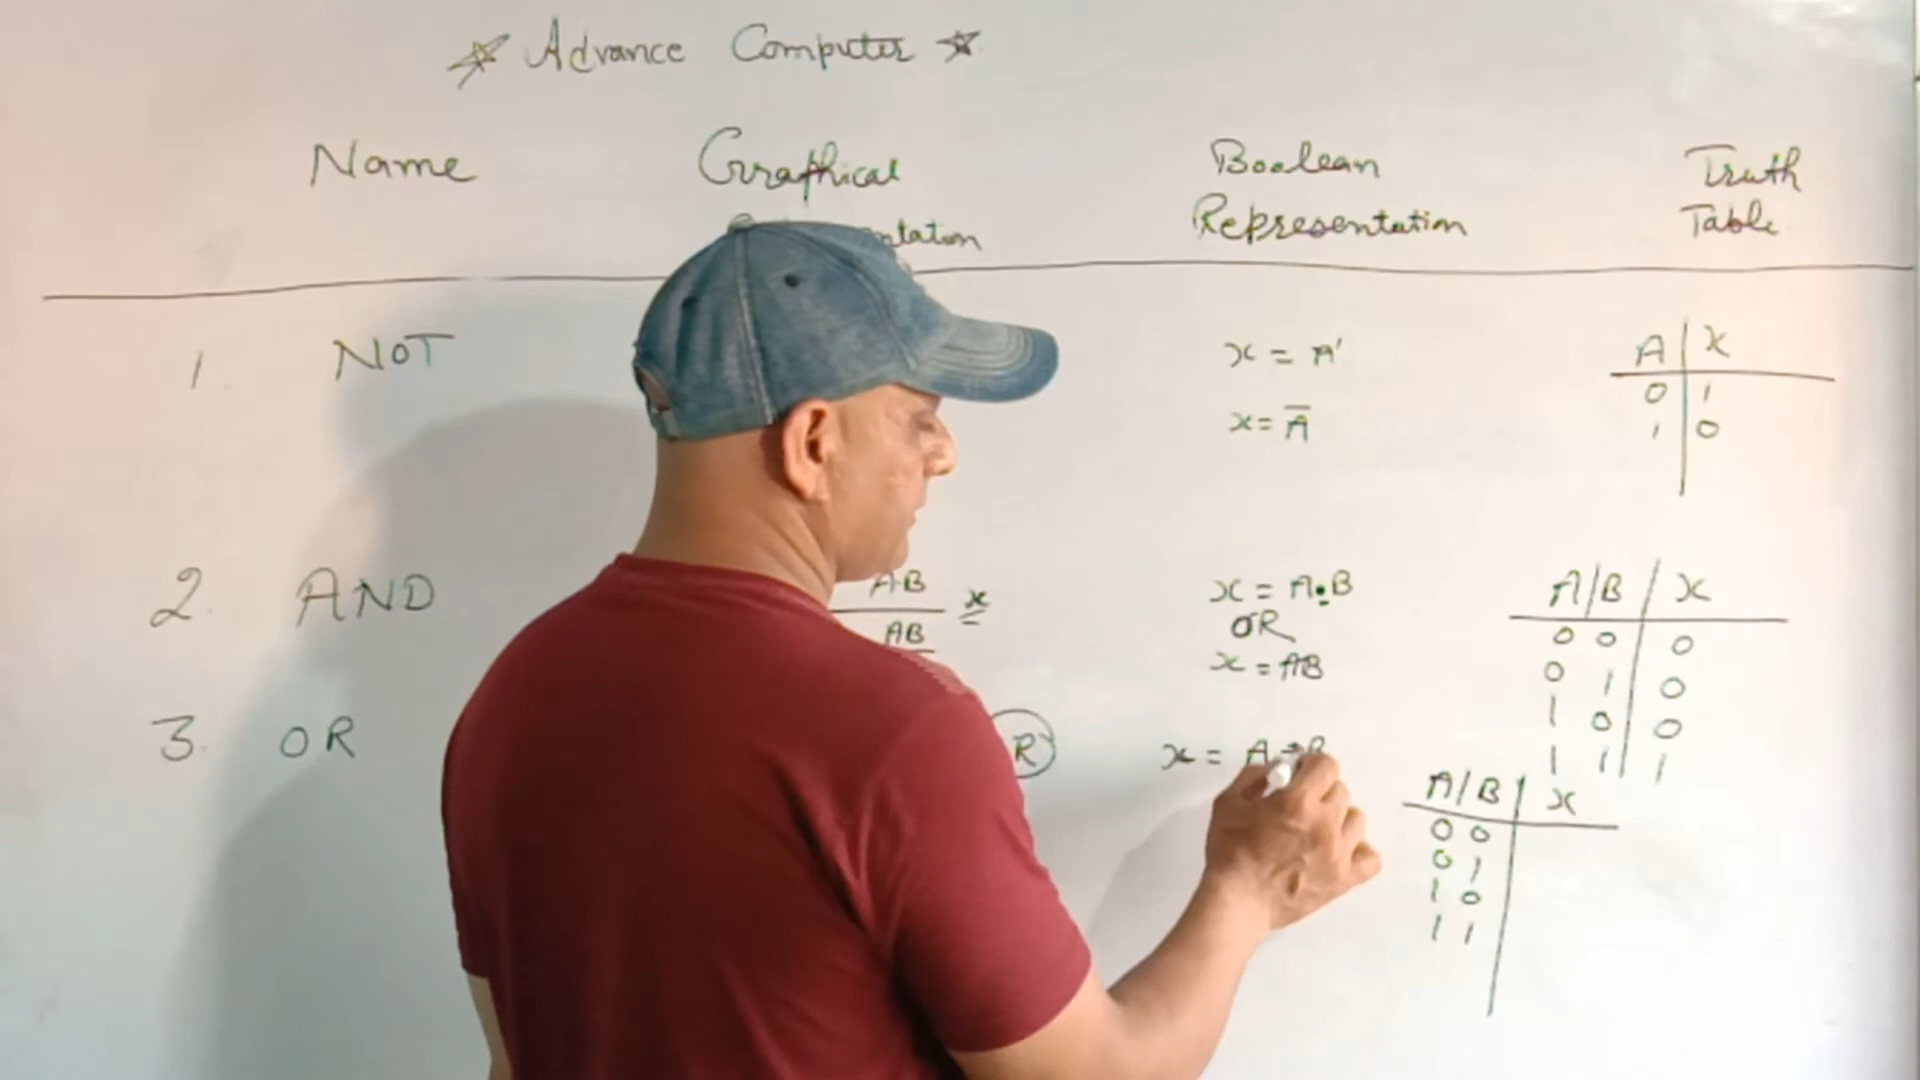 Advance Computer
Name Graphical Boolean Truth
Representation Table
1. NOT x = A' A X
x = A̅ 0 1
1 0
2. AND AB x x = A.B A B X
AB OR 0 0 0
x = AB 0 1 0
1 0 0
1 1 1
3. OR R x = A + B
A B X
0 0
0 1
1 0
1 1